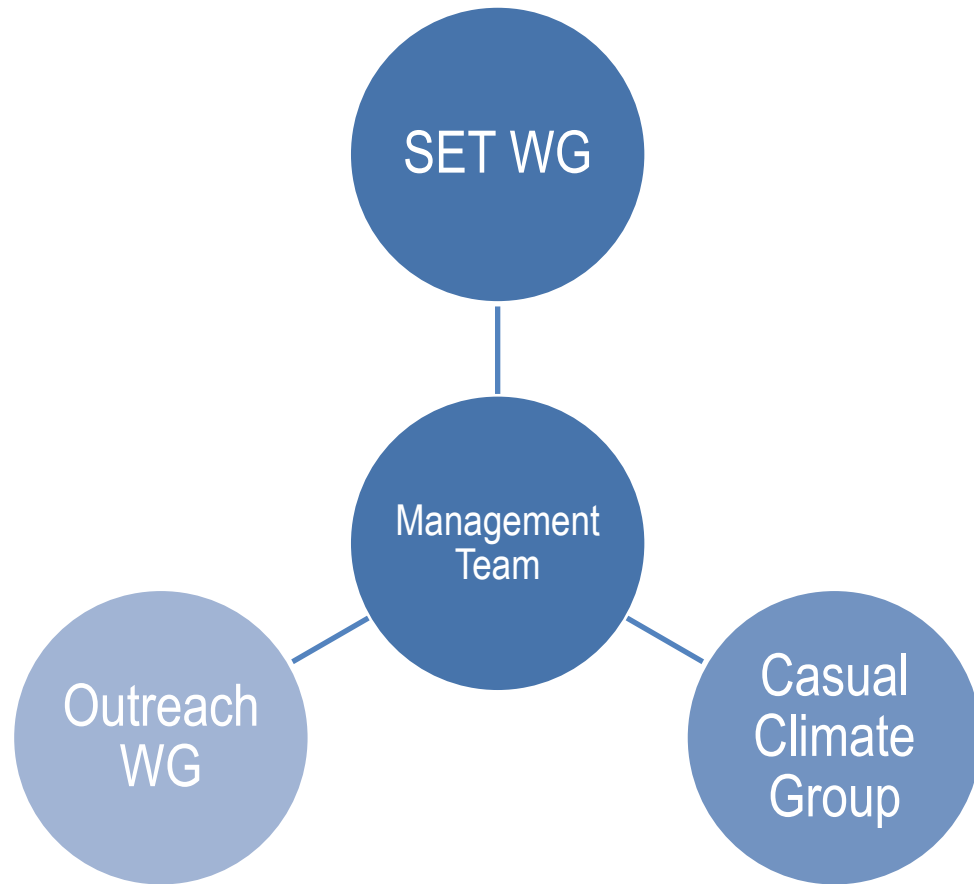 SET WG
Management
Team
Outreach
WG
Casual
Climate
Group